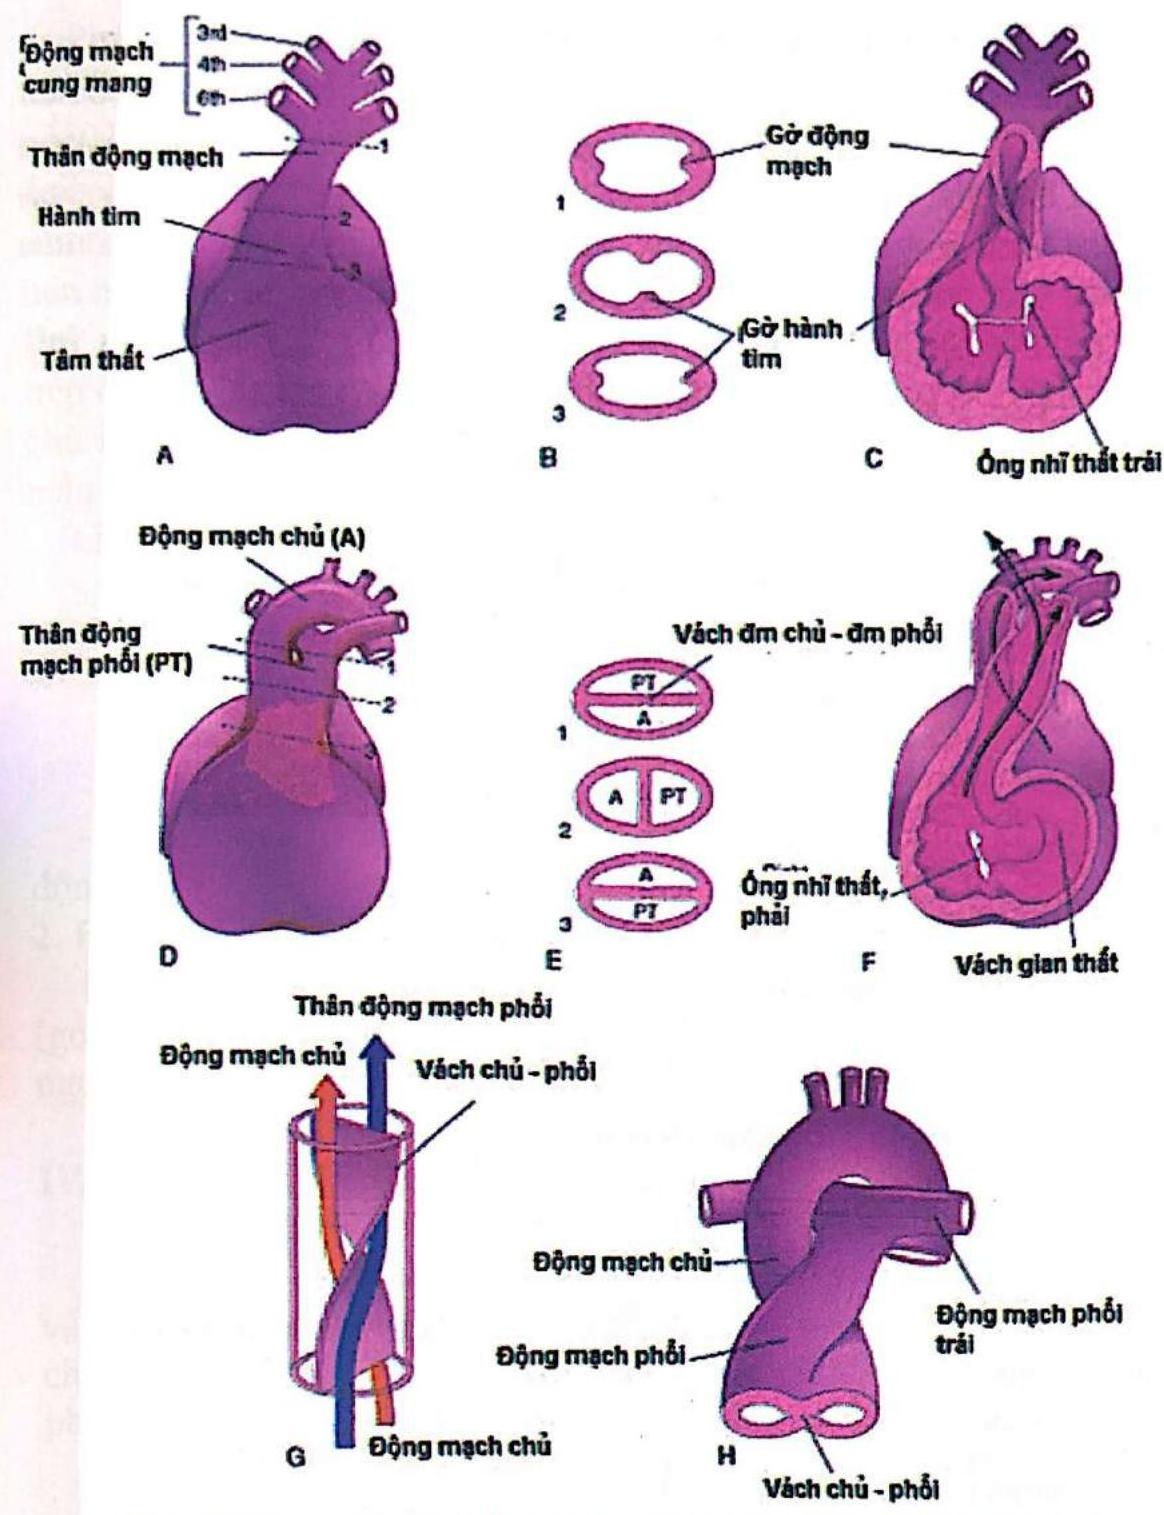 3rd
Động mạch
4th
cung mang
6th
Thân động mạch
1
Hành tim
2
3
Tâm thất
A
1
2
3
B
Gờ động
mạch
Gờ hành
tim
C
Ống nhĩ thất trái
Động mạch chủ (A)
Thân động
mạch phổi (PT)
1
2
3
D
Vách đm chủ - đm phổi
PT
A
1
A PT
2
A
PT
3
E
Ống nhĩ thất,
phải
F
Vách gian thất
Thân động mạch phổi
Động mạch chủ
Vách chủ - phổi
Động mạch chủ
G
Động mạch chủ
Động mạch phổi
trái
Động mạch phổi
H
Vách chủ - phổi